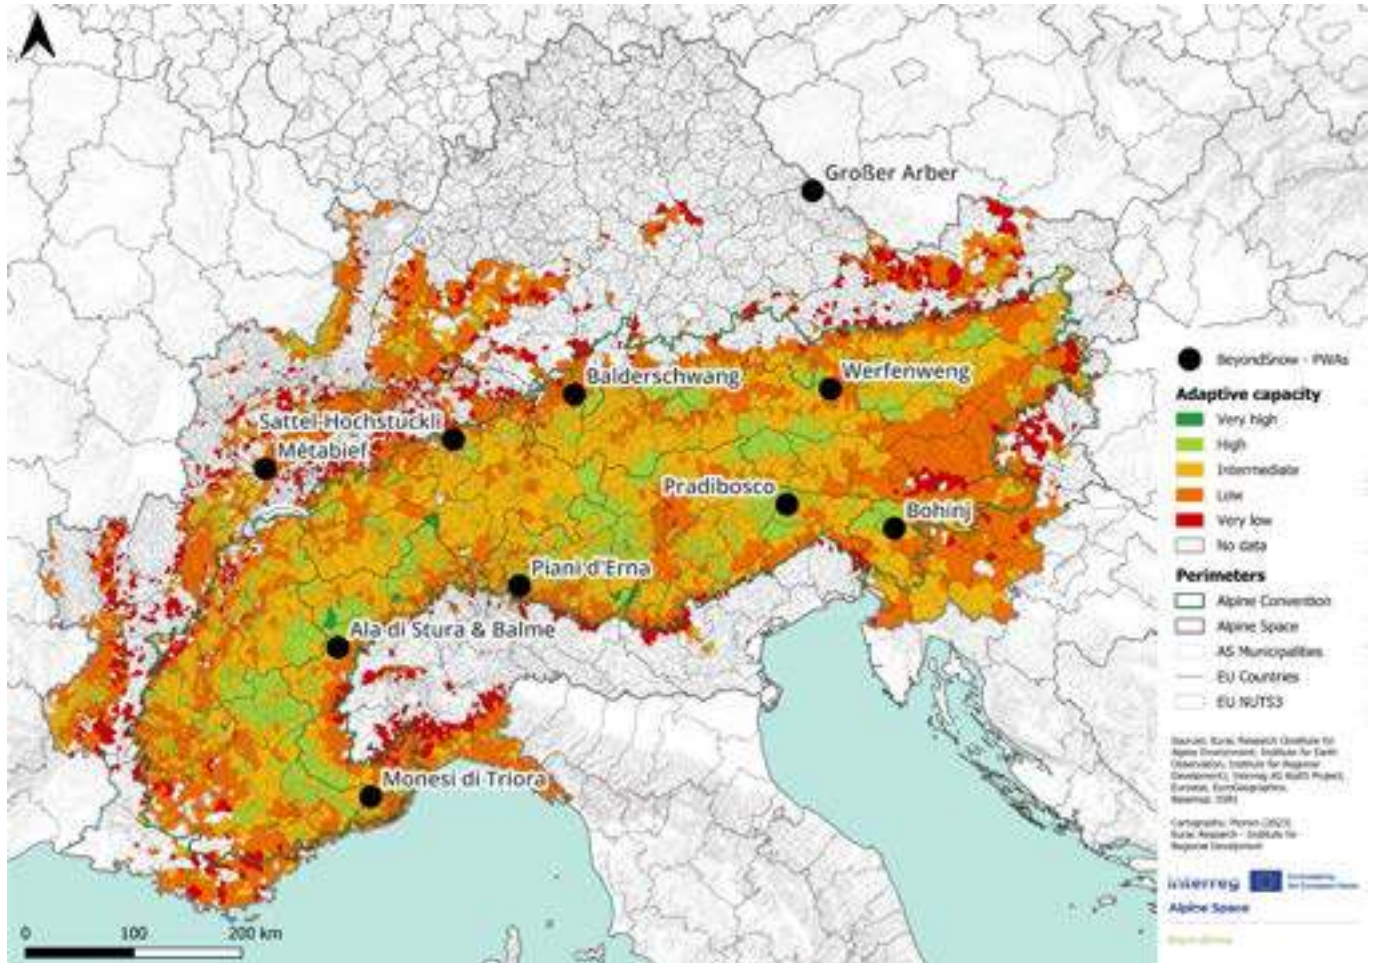 Großer Arber
Balderschwang
Werfenweng
Sattel-Hochstuckli
Métabief
Pradibosco
Bohinj
Piani d'Erna
Ala di Stura & Balme
Monesi di Triora
0 100 200 km
BeyondSnow - PWAs
Adaptive capacity
Very high
High
Intermediate
Low
Very low
No data
Perimeters
Alpine Convention
Alpine Space
AS Municipalities
EU Countries
EU NUTS3
Regional Development
Interreg
Alpine Space